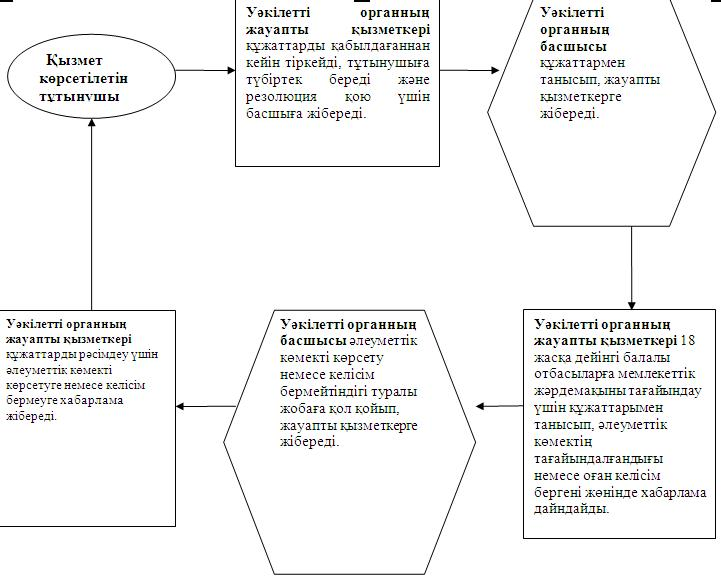 Қызмет
көрсетілетін
тұтынушы
Уәкілетті органның
жауапты қызметкері
құжаттарды қабылдағаннан
кейін тіркейді, тұтынушыға
түбіртек береді және
резолюция қою үшін
басшыға жібереді.
Уәкілетті
органның
басшысы
құжаттармен
танысып, жауапты
қызметкерге
жібереді.
Уәкілетті органның
жауапты қызметкері 18
жасқа дейінгі балалы
отбасыларға мемлекеттік
жәрдемақыны тағайындау
үшін құжаттарымен
танысып, әлеуметтік
көмектің
тағайындалғандығы
немесе оған келісім
бергені жөнінде хабарлама
дайндайды.
Уәкілетті органның
басшысы әлеуметтік
көмекті көрсету
немесе келісім
бермейтіндігі туралы
жобаға қол қойып,
жауапты қызметкерге
жібереді.
Уәкілетті органның
жауапты қызметкері
құжаттарды рәсімдеу үшін
әлеуметтік көмекті
көрсетуге немесе келісім
бермеуге хабарлама
жібереді.